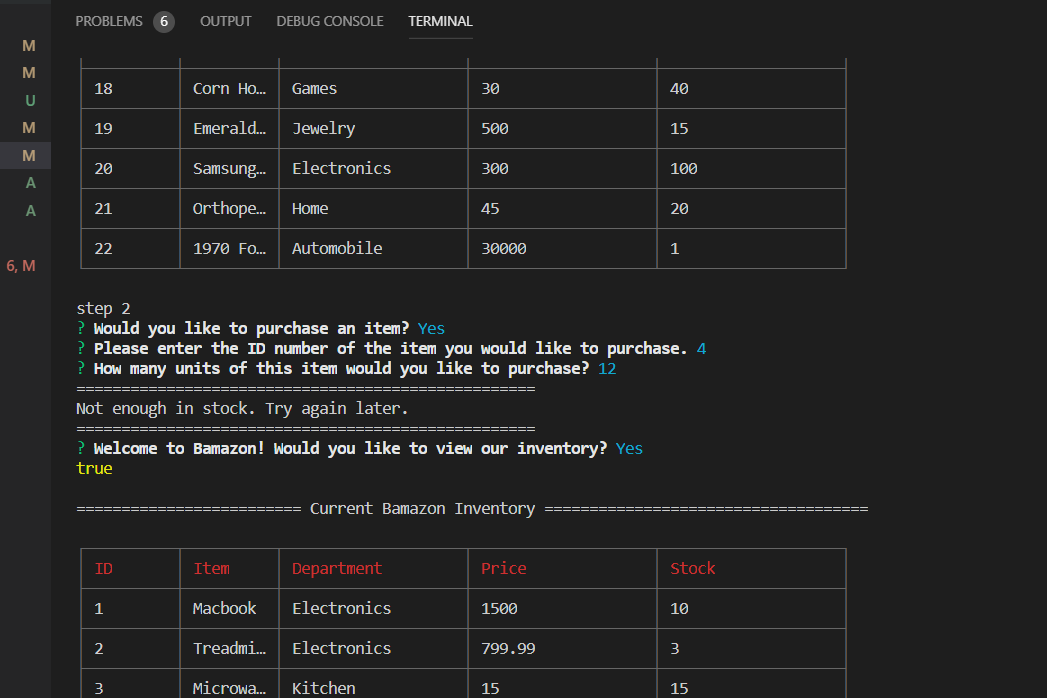 PROBLEMS 6 OUTPUT DEBUG CONSOLE TERMINAL
M
M
U
M
M
A
A
6, M
18 Corn Ho… Games 30 40
19 Emerald… Jewelry 500 15
20 Samsung… Electronics 300 100
21 Orthope… Home 45 20
22 1970 Fo… Automobile 30000 1
step 2
? Would you like to purchase an item? Yes
? Please enter the ID number of the item you would like to purchase. 4
? How many units of this item would you like to purchase? 12
===================================================
Not enough in stock. Try again later.
===================================================
? Welcome to Bamazon! Would you like to view our inventory? Yes
true
========================= Current Bamazon Inventory ====================================
ID Item Department Price Stock
1 Macbook Electronics 1500 10
2 Treadmi… Electronics 799.99 3
3 Microwa… Kitchen 15 15